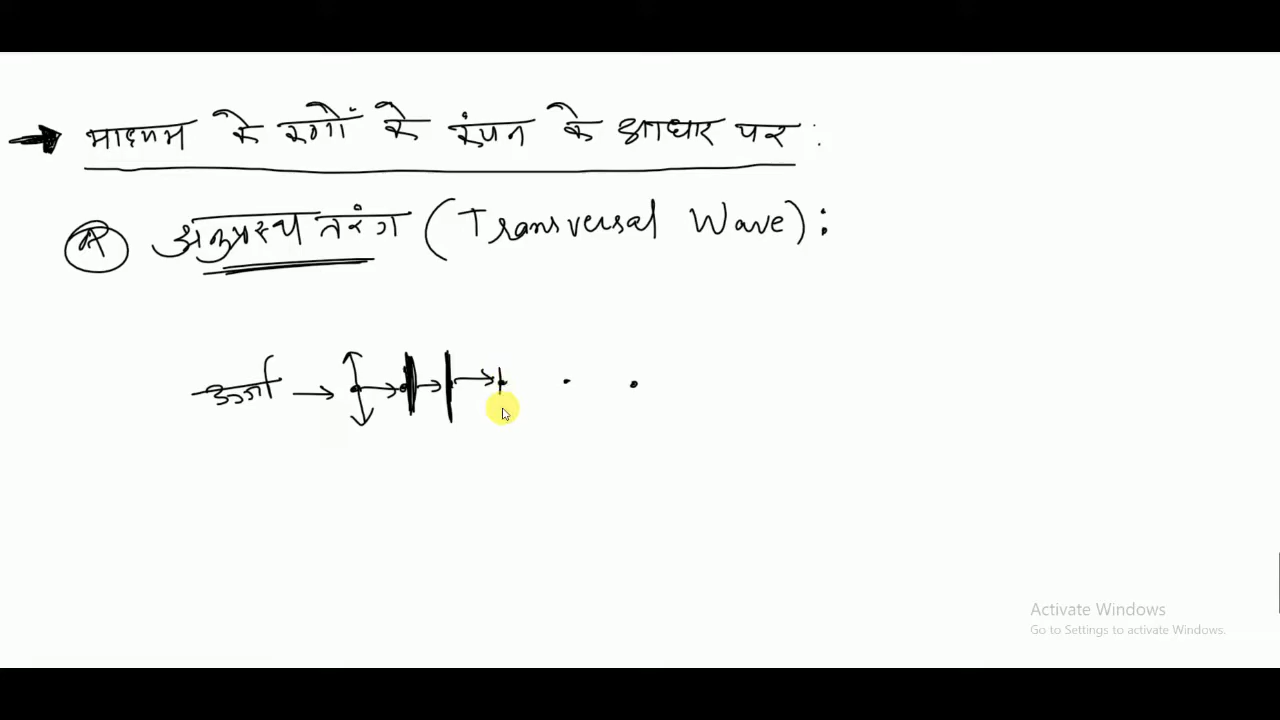 माध्यम के कणों के कंपन के आधार पर :
A अनुप्रस्थ तरंग (Transversal Wave) :
ऊर्जा
Activate Windows
Go to Settings to activate Windows.